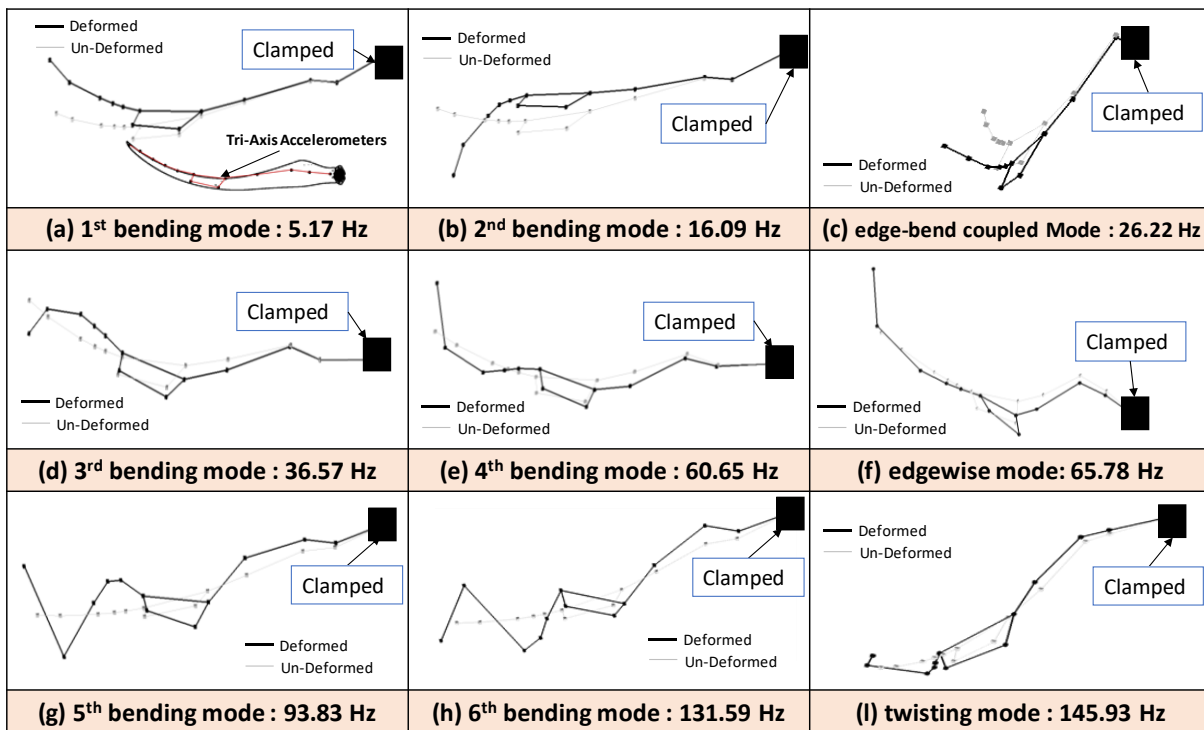 Deformed
Un-Deformed
Clamped
Tri-Axis Accelerometers
(a) 1st bending mode : 5.17 Hz
Deformed
Un-Deformed
Clamped
(b) 2nd bending mode : 16.09 Hz
Clamped
Deformed
Un-Deformed
(c) edge-bend coupled Mode : 26.22 Hz
Clamped
Deformed
Un-Deformed
(d) 3rd bending mode : 36.57 Hz
Clamped
Deformed
Un-Deformed
(e) 4th bending mode : 60.65 Hz
Clamped
Deformed
Un-Deformed
(f) edgewise mode: 65.78 Hz
Clamped
Deformed
Un-Deformed
(g) 5th bending mode : 93.83 Hz
Clamped
Deformed
Un-Deformed
(h) 6th bending mode : 131.59 Hz
Deformed
Un-Deformed
Clamped
(l) twisting mode : 145.93 Hz